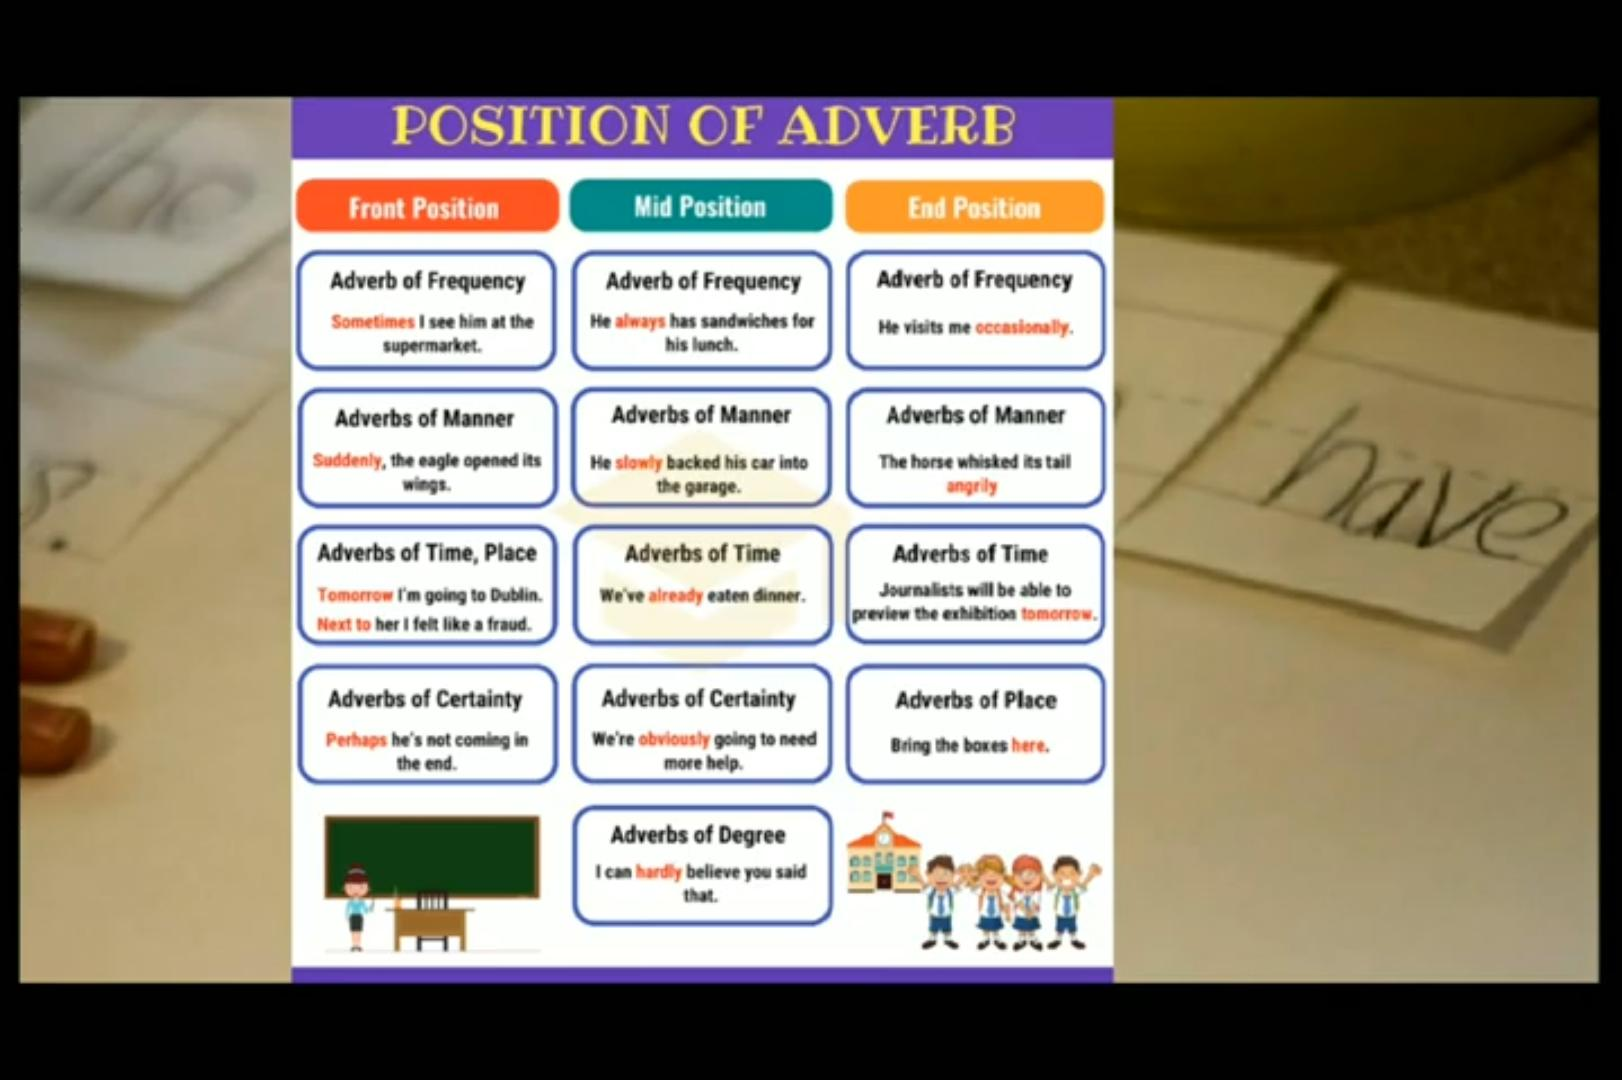 POSITION OF ADVERB
Front Position
Mid Position
End Position
Adverb of Frequency
Sometimes I see him at the
supermarket.
Adverb of Frequency
He always has sandwiches for
his lunch.
Adverb of Frequency
He visits me occasionally.
Adverbs of Manner
Suddenly, the eagle opened its
wings.
Adverbs of Manner
He slowly backed his car into
the garage.
Adverbs of Manner
The horse whisked its tail
angrily
Adverbs of Time, Place
Tomorrow I'm going to Dublin.
Next to her I felt like a fraud.
Adverbs of Time
We've already eaten dinner.
Adverbs of Time
Journalists will be able to
preview the exhibition tomorrow.
Adverbs of Certainty
Perhaps he's not coming in
the end.
Adverbs of Certainty
We're obviously going to need
more help.
Adverbs of Place
Bring the boxes here.
Adverbs of Degree
I can hardly believe you said
that.
have